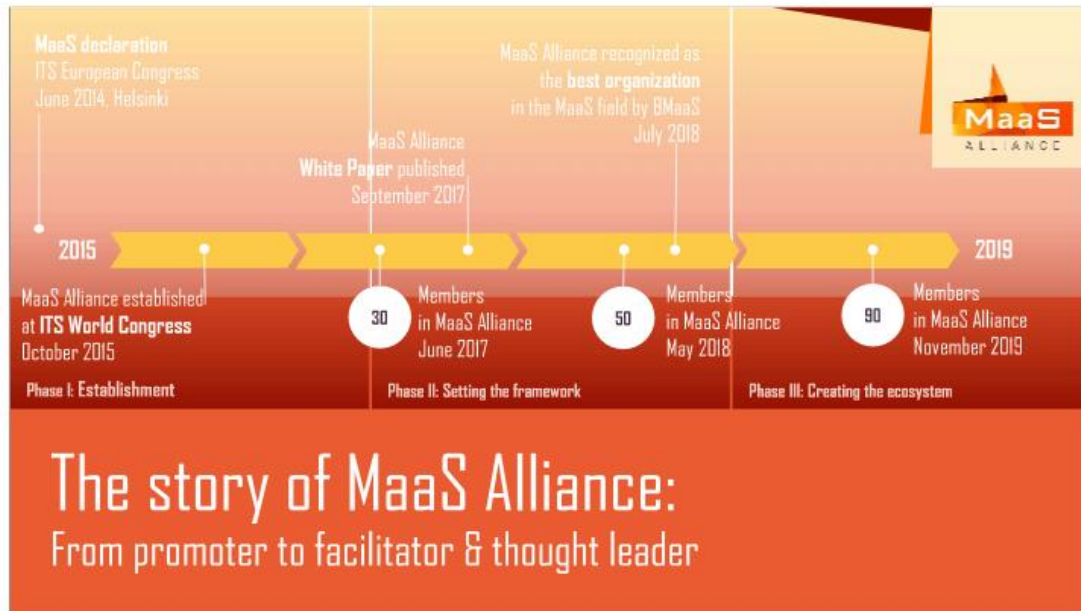 MaaS declaration
ITS European Congress
June 2014, Helsinki
MaaS Alliance recognized as
the best organization
in the MaaS field by BMaaS
July 2018
MaaS
ALLIANCE
MaaS Alliance
White Paper published
September 2017
2015
2019
MaaS Alliance established
at ITS World Congress
October 2015
30
Members
in MaaS Alliance
June 2017
50
Members
in MaaS Alliance
May 2018
90
Members
in MaaS Alliance
November 2019
Phase I: Establishment
Phase II: Setting the framework
Phase III: Creating the ecosystem
The story of MaaS Alliance:
From promoter to facilitator & thought leader